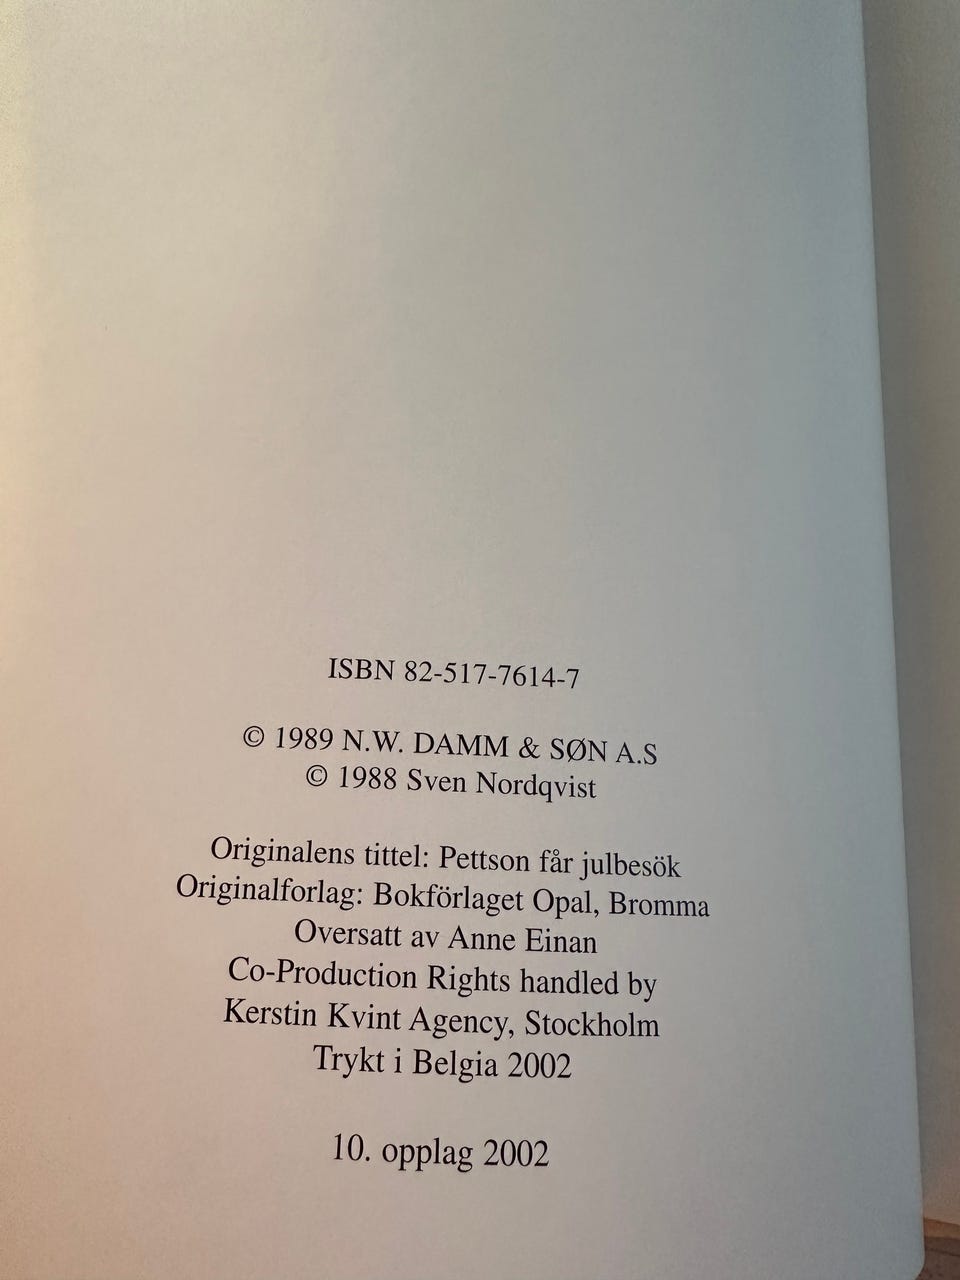 ISBN 82-517-7614-7
© 1989 N.W. DAMM & SØN A.S
© 1988 Sven Nordqvist
Originalens tittel: Pettson får julbesök
Originalforlag: Bokförlaget Opal, Bromma
Oversatt av Anne Einan
Co-Production Rights handled by
Kerstin Kvint Agency, Stockholm
Trykt i Belgia 2002
10. opplag 2002